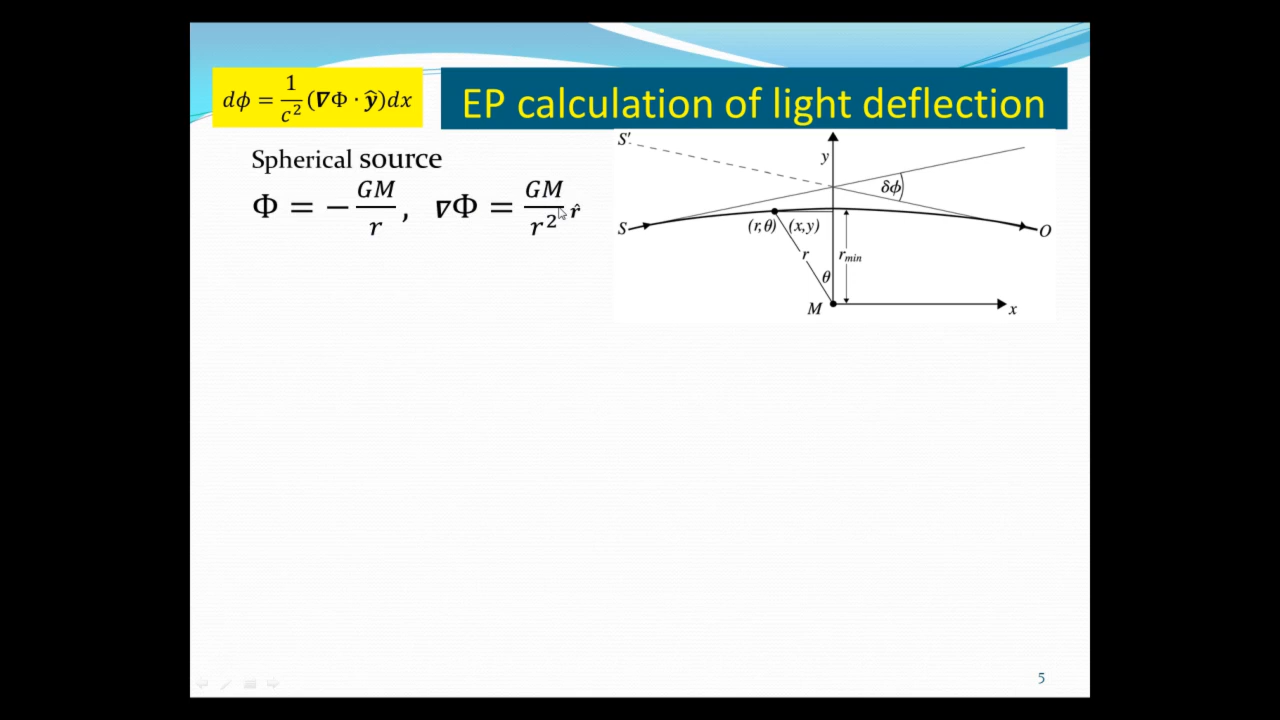 dϕ = 1/c² (∇Φ · ŷ)dx
EP calculation of light deflection
Spherical source
Φ = − GM/r , ∇Φ = GM/r² r̂
S'
y
δϕ
S
(r,θ)
(x,y)
O
r
r_min
θ
M
x
5